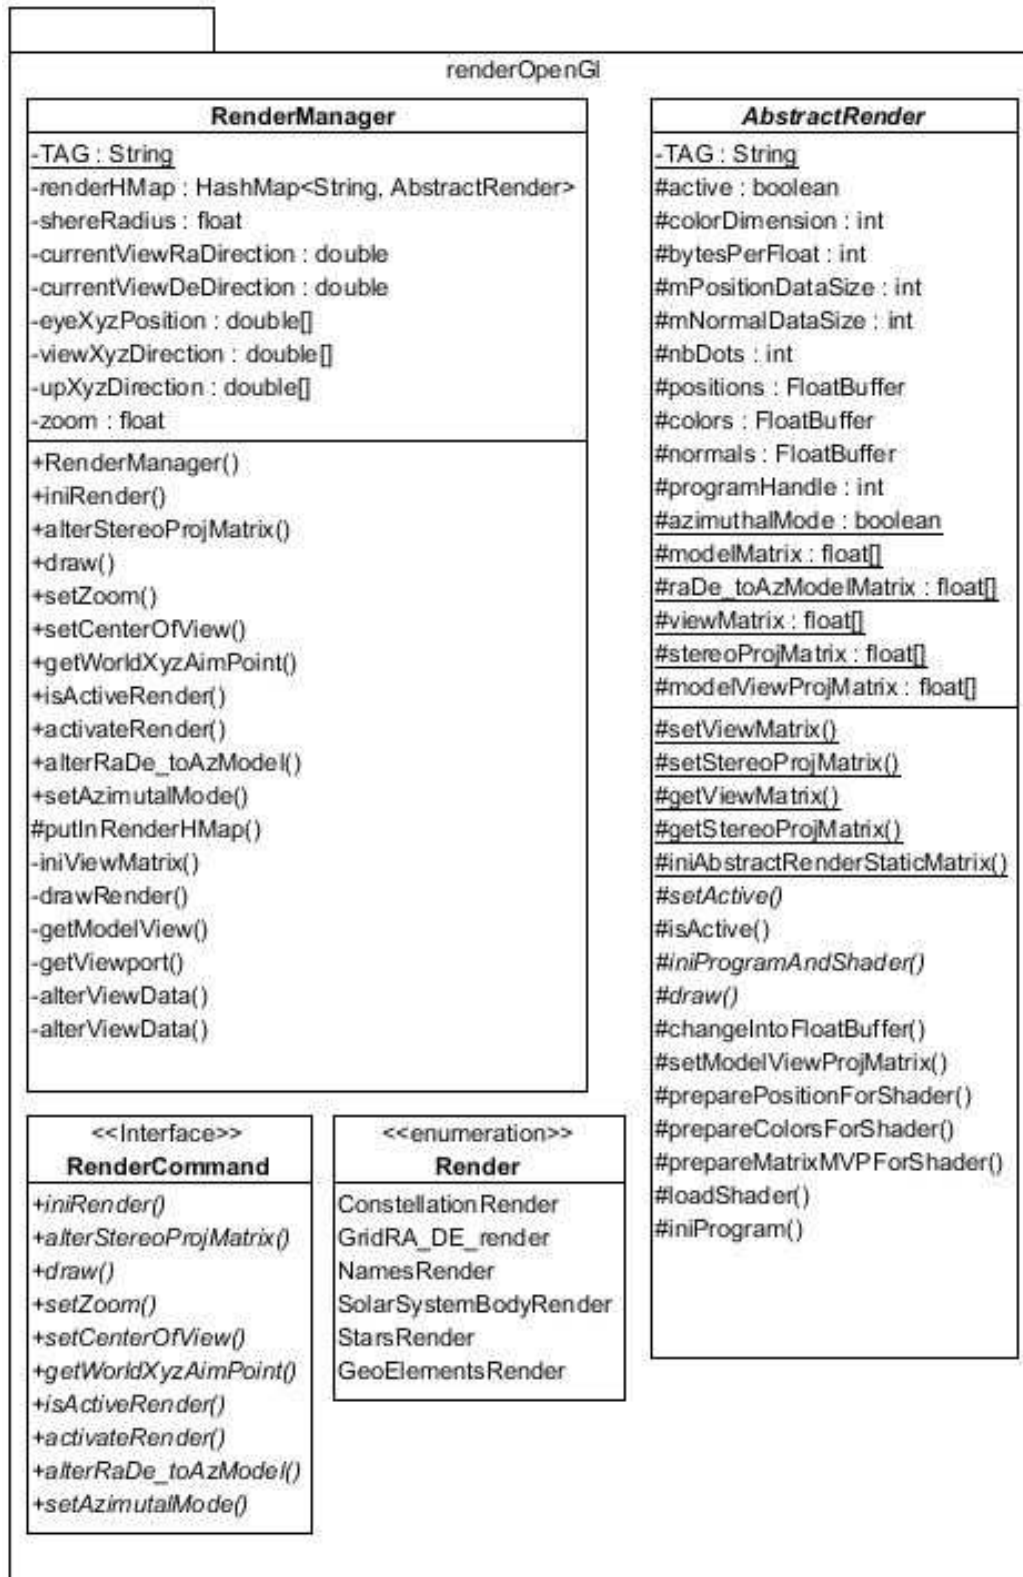 renderOpenGl
RenderManager
-TAG : String
-renderHMap : HashMap<String, AbstractRender>
-shereRadius : float
-currentViewRaDirection : double
-currentViewDeDirection : double
-eyeXyzPosition : double[]
-viewXyzDirection : double[]
-upXyzDirection : double[]
-zoom : float
+RenderManager()
+iniRender()
+alterStereoProjMatrix()
+draw()
+setZoom()
+setCenterOfView()
+getWorldXyzAimPoint()
+isActiveRender()
+activateRender()
+alterRaDe_toAzModel()
+setAzimutalMode()
#putInRenderHMap()
-iniViewMatrix()
-drawRender()
-getModelView()
-getViewport()
-alterViewData()
-alterViewData()
AbstractRender
-TAG : String
#active : boolean
#colorDimension : int
#bytesPerFloat : int
#mPositionDataSize : int
#mNormalDataSize : int
#nbDots : int
#positions : FloatBuffer
#colors : FloatBuffer
#normals : FloatBuffer
#programHandle : int
#azimuthalMode : boolean
#modelMatrix : float[]
#raDe_toAzModelMatrix : float[]
#viewMatrix : float[]
#stereoProjMatrix : float[]
#modelViewProjMatrix : float[]
#setViewMatrix()
#setStereoProjMatrix()
#getViewMatrix()
#getStereoProjMatrix()
#iniAbstractRenderStaticMatrix()
#setActive()
#isActive()
#iniProgramAndShader()
#draw()
#changeIntoFloatBuffer()
#setModelViewProjMatrix()
#preparePositionForShader()
#prepareColorsForShader()
#prepareMatrixMVPForShader()
#loadShader()
#iniProgram()
<<Interface>>
RenderCommand
+iniRender()
+alterStereoProjMatrix()
+draw()
+setZoom()
+setCenterOfView()
+getWorldXyzAimPoint()
+isActiveRender()
+activateRender()
+alterRaDe_toAzModel()
+setAzimutalMode()
<<enumeration>>
Render
ConstellationRender
GridRA_DE_render
NamesRender
SolarSystemBodyRender
StarsRender
GeoElementsRender